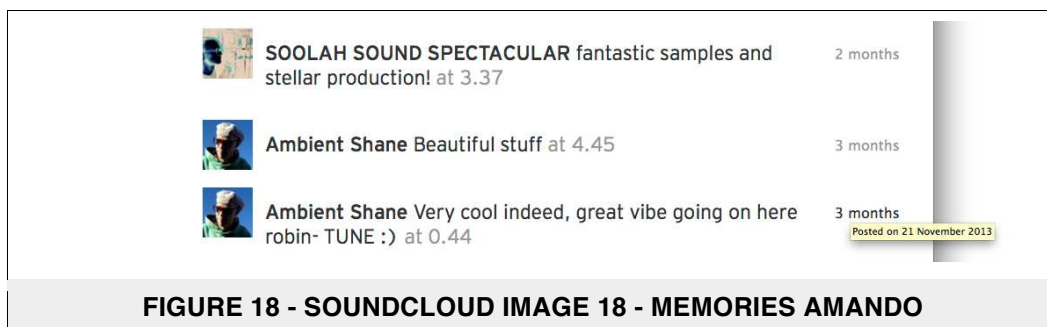 SOOLAH SOUND SPECTACULAR fantastic samples and 2 months
stellar production! at 3.37
Ambient Shane Beautiful stuff at 4.45 3 months
Ambient Shane Very cool indeed, great vibe going on here 3 months
robin- TUNE :) at 0.44
Posted on 21 November 2013
FIGURE 18 - SOUNDCLOUD IMAGE 18 - MEMORIES AMANDO